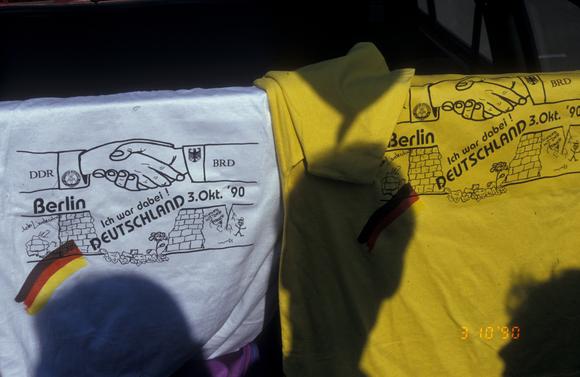 DDR
BRD
Berlin
Ich war dabei!
DEUTSCHLAND 3.Okt. '90
BRD
Berlin
Ich war dabei!
DEUTSCHLAND 3.Okt. '90
3-10'90